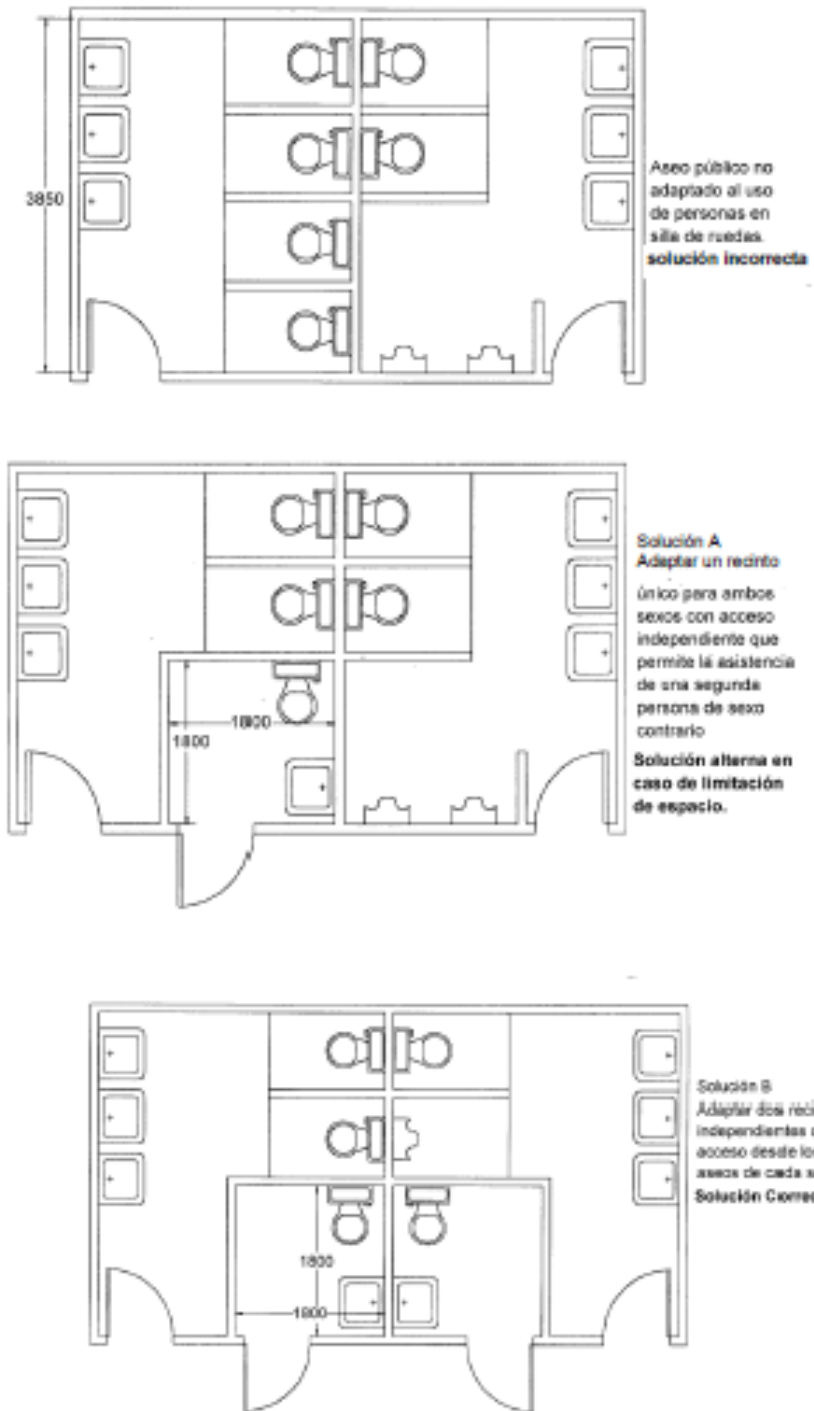 3850
Aseo público no
adaptado al uso
de personas en
silla de ruedas.
solución incorrecta
Solución A
Adaptar un recinto
único para ambos
sexos con acceso
independiente que
permite la asistencia
de una segunda
persona de sexo
contrario
Solución alterna en
caso de limitación
de espacio.
1800
1800
Solución B
Adaptar dos reci
independientes c
acceso desde lo
aseos de cada s
Solución Correc
1800
1800